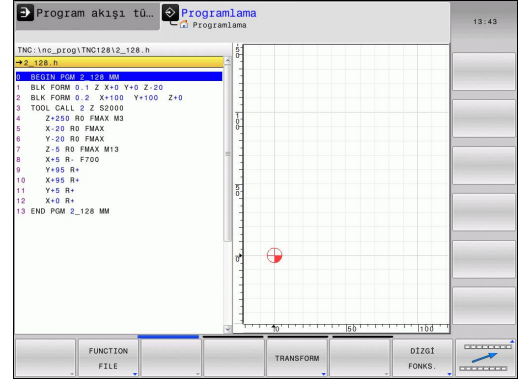 Program akışı tü...
Programlama
Programlama
13:43
TNC:\nc_prog\TNC128\2_128.h
→2_128.h
0 BEGIN PGM 2_128 MM
1 BLK FORM 0.1 Z X+0 Y+0 Z-20
2 BLK FORM 0.2 X+100 Y+100 Z+0
3 TOOL CALL 2 Z S2000
4 Z+250 R0 FMAX M3
5 X-20 R0 FMAX
6 Y-20 R0 FMAX
7 Z-5 R0 FMAX M13
8 X+5 R- F700
9 Y+95 R+
10 X+95 R+
11 Y+5 R+
12 X+0 R+
13 END PGM 2_128 MM
150
100
50
0
0
50
100
FUNCTION
FILE
TRANSFORM
DİZGİ
FONKS.